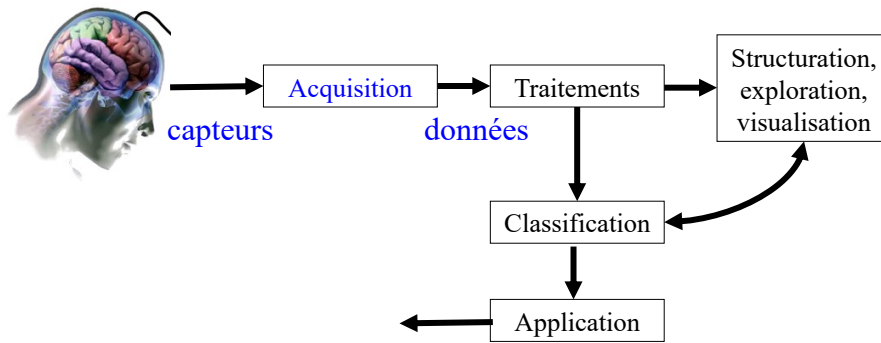 Acquisition
Traitements
Structuration,
exploration,
visualisation
capteurs
données
Classification
Application